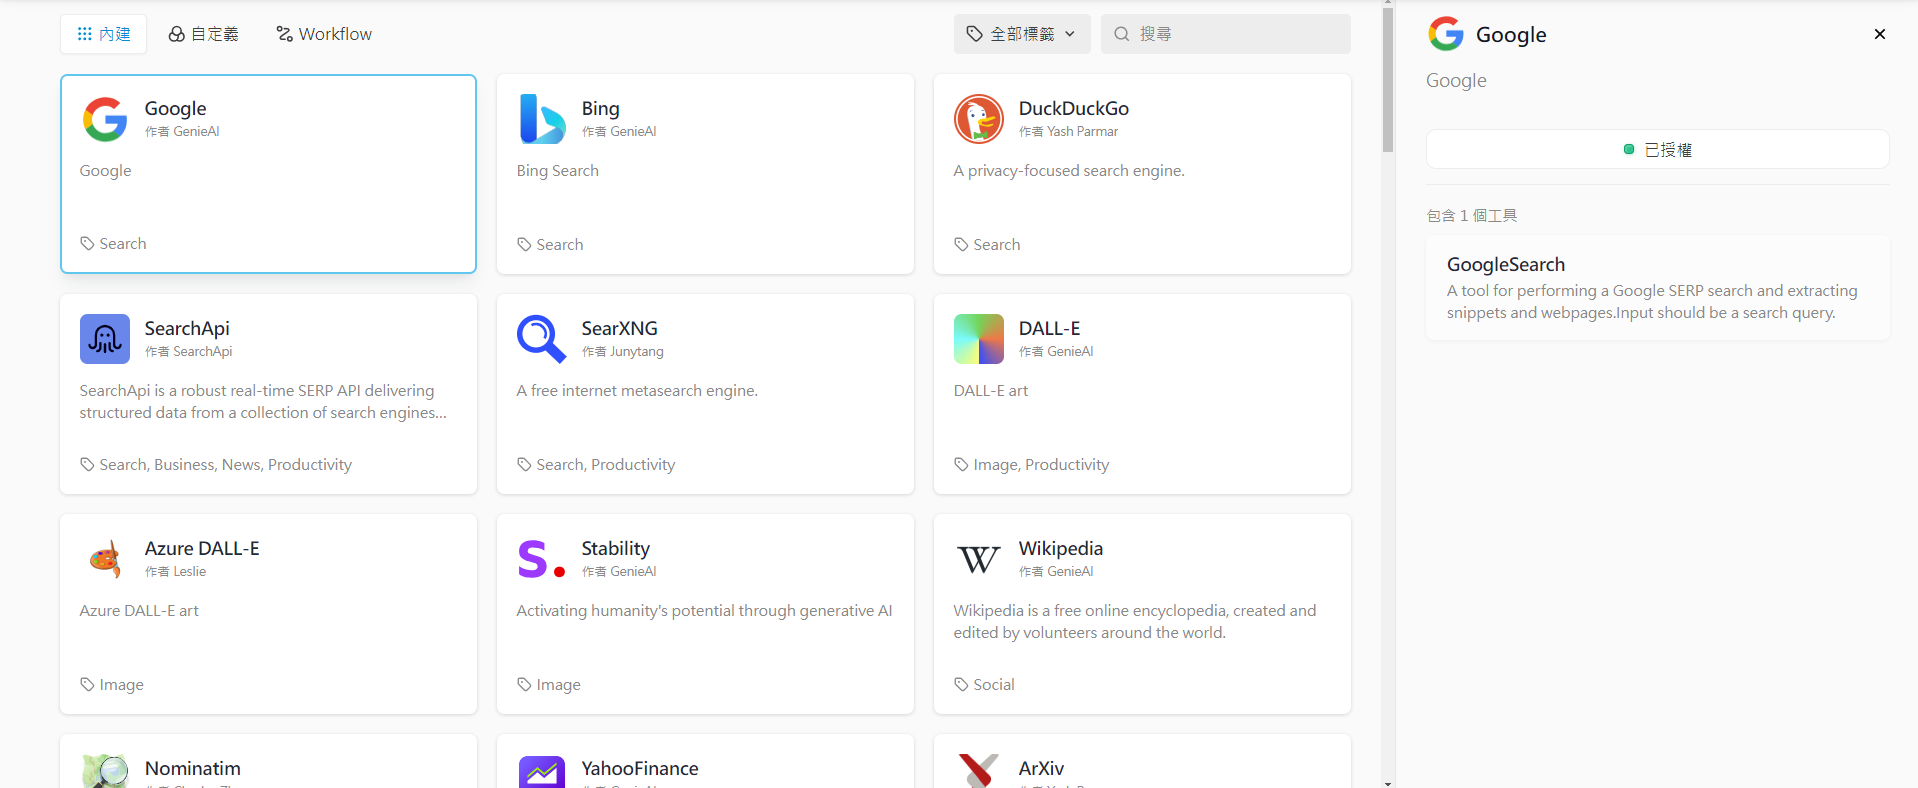 內建
自定義
Workflow
全部標籤
搜尋
Google
作者 GenieAI
Google
Search
Bing
作者 GenieAI
Bing Search
Search
DuckDuckGo
作者 Yash Parmar
A privacy-focused search engine.
Search
SearchApi
作者 SearchApi
SearchApi is a robust real-time SERP API delivering
structured data from a collection of search engines...
Search, Business, News, Productivity
SearXNG
作者 Junytang
A free internet metasearch engine.
Search, Productivity
DALL-E
作者 GenieAI
DALL-E art
Image, Productivity
Azure DALL-E
作者 Leslie
Azure DALL-E art
Image
Stability
作者 GenieAI
Activating humanity's potential through generative AI
Image
Wikipedia
作者 GenieAI
Wikipedia is a free online encyclopedia, created and
edited by volunteers around the world.
Social
Nominatim
YahooFinance
ArXiv
Google
Google
已授權
包含 1 個工具
GoogleSearch
A tool for performing a Google SERP search and extracting
snippets and webpages.Input should be a search query.